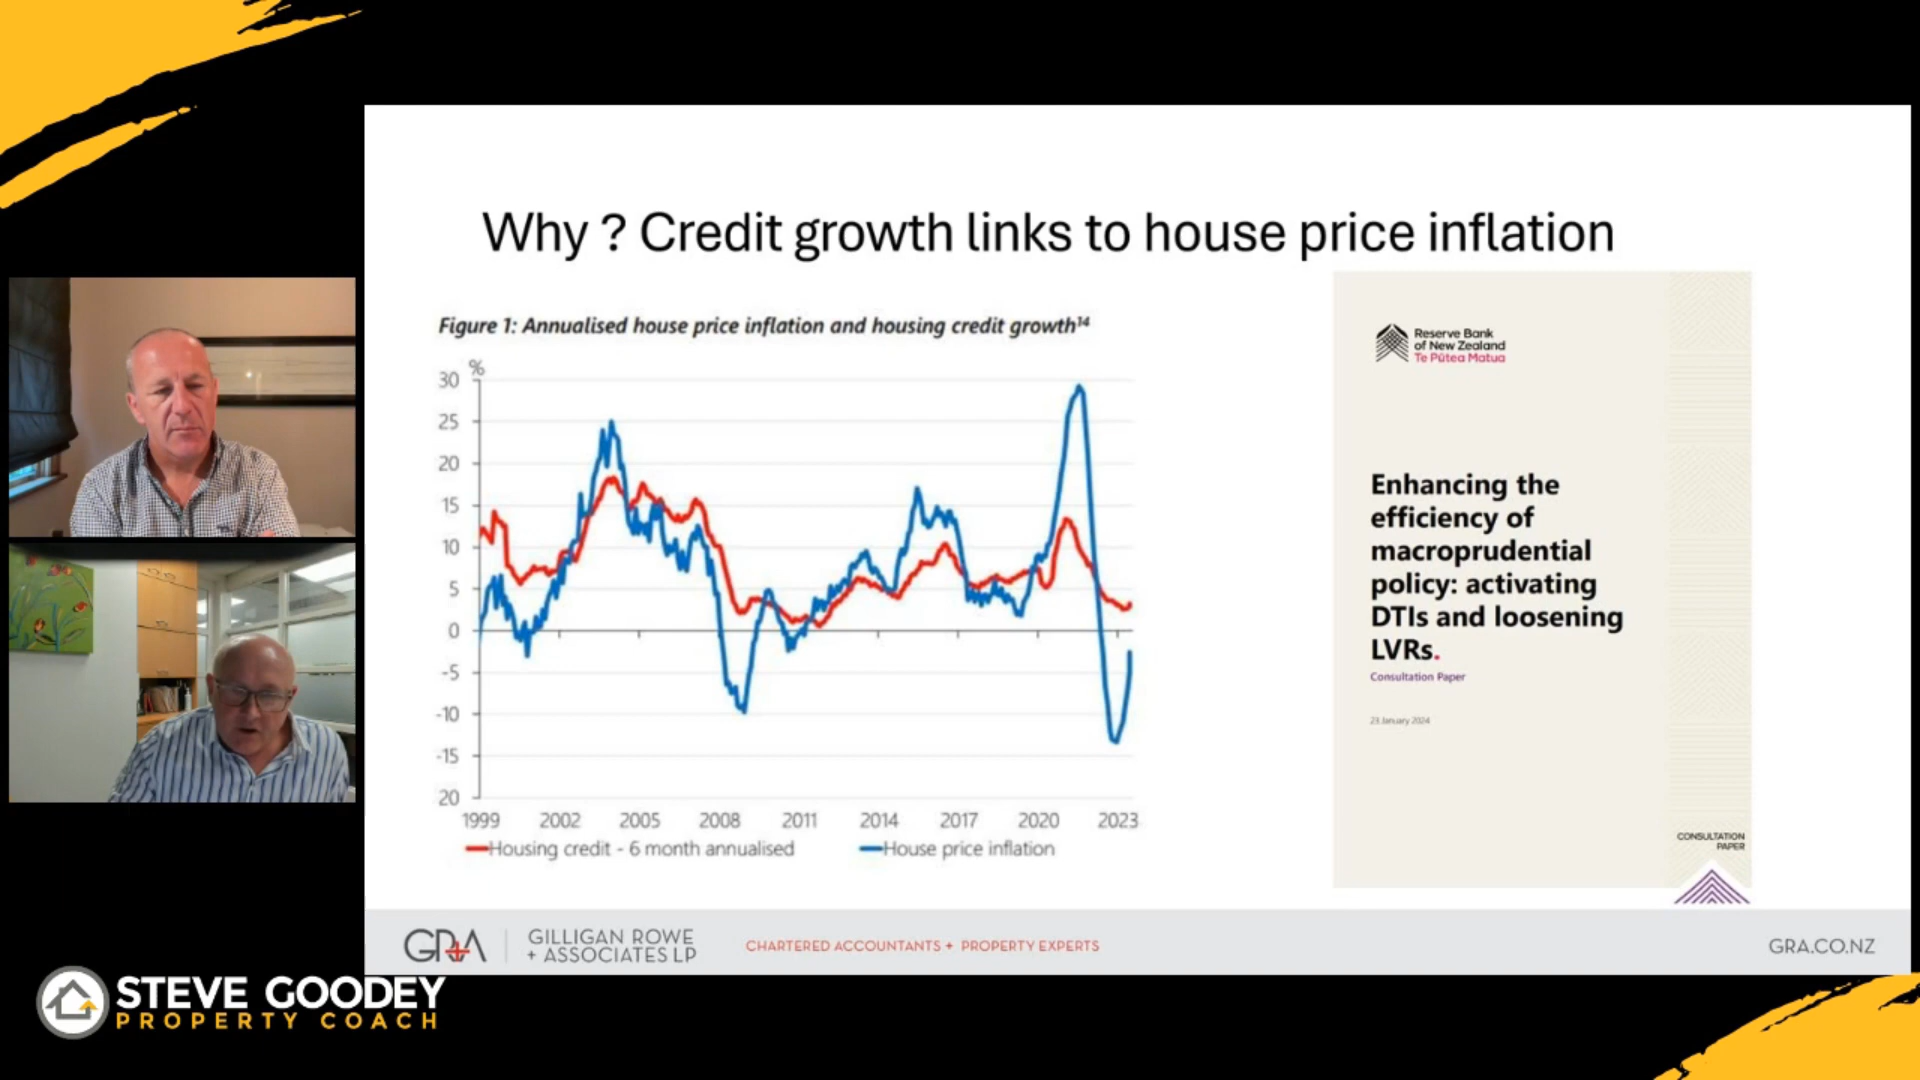 Why ? Credit growth links to house price inflation
Figure 1: Annualised house price inflation and housing credit growth¹⁴
%
30
25
20
15
10
5
0
-5
-10
-15
20
1999 2002 2005 2008 2011 2014 2017 2020 2023
Housing credit - 6 month annualised House price inflation
Reserve Bank
of New Zealand
Te Pūtea Matua
Enhancing the
efficiency of
macroprudential
policy: activating
DTIs and loosening
LVRs.
Consultation Paper
23 January 2024
CONSULTATION
PAPER
GRA
GILLIGAN ROWE
+ ASSOCIATES LP
CHARTERED ACCOUNTANTS + PROPERTY EXPERTS
GRA.CO.NZ
STEVE GOODEY
PROPERTY COACH